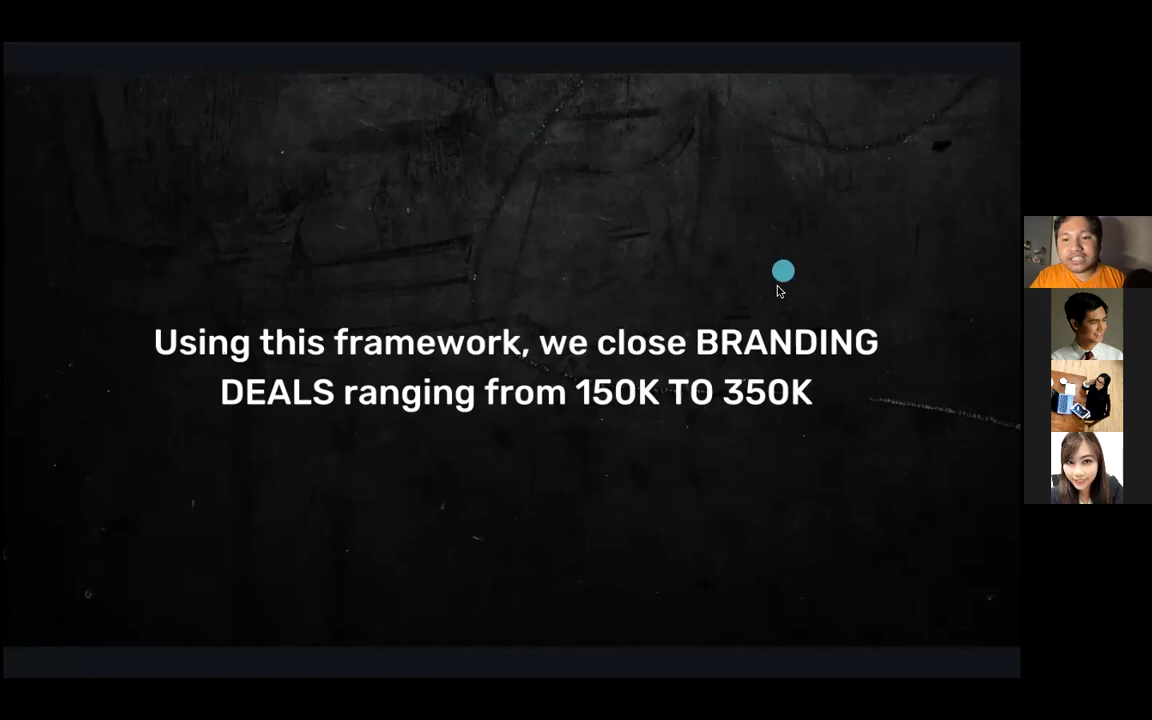 Using this framework, we close BRANDING
DEALS ranging from 150K TO 350K